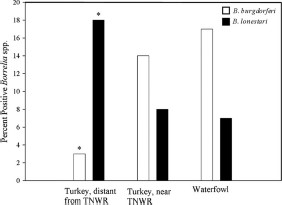 20
18
16
14
12
10
8
6
4
2
0
Percent Positive Borrelia spp.
B. burgdorferi
B. lonestari
*
*
Turkey, distant
from TNWR
Turkey, near
TNWR
Waterfowl